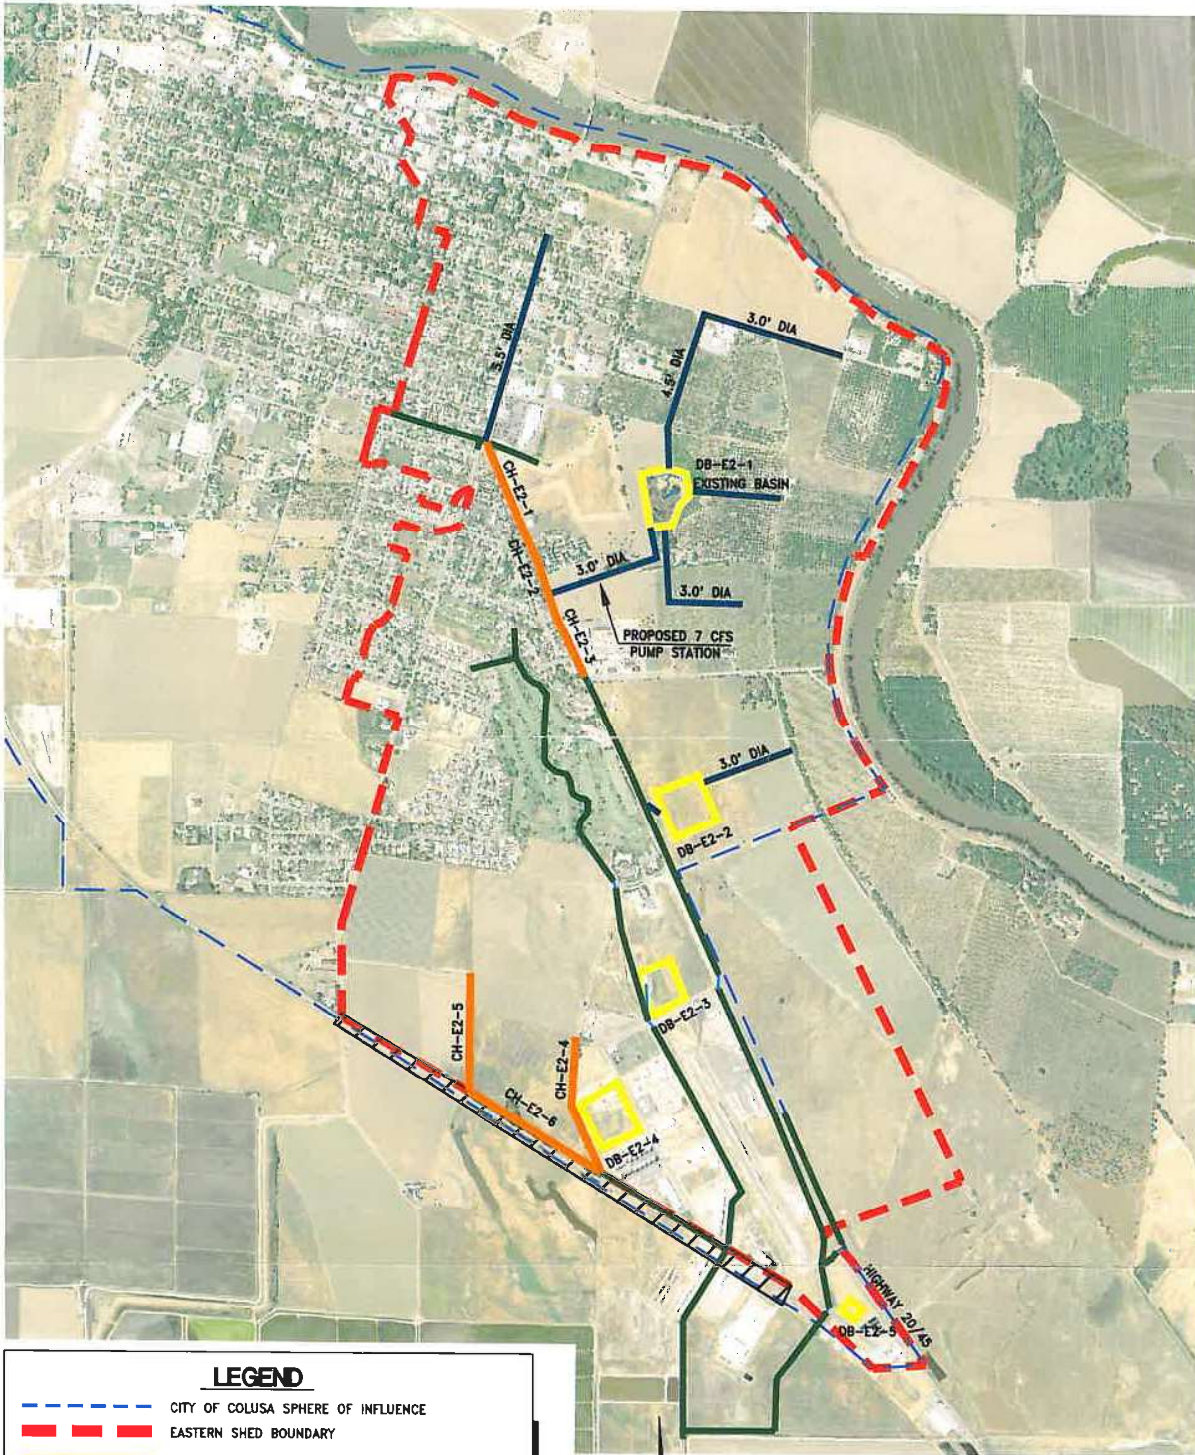 3.0' DIA
5.5' DIA
4.5' DIA
DB-E2-1
EXISTING BASIN
CH-E2-1
CH-E2-2
3.0' DIA
3.0' DIA
CH-E2-3
PROPOSED 7 CFS
PUMP STATION
3.0' DIA
DB-E2-2
DB-E2-3
CH-E2-5
CH-E2-4
CH-E2-6
DB-E2-4
HIGHWAY 20/45
DB-E2-5
LEGEND
CITY OF COLUSA SPHERE OF INFLUENCE
EASTERN SHED BOUNDARY